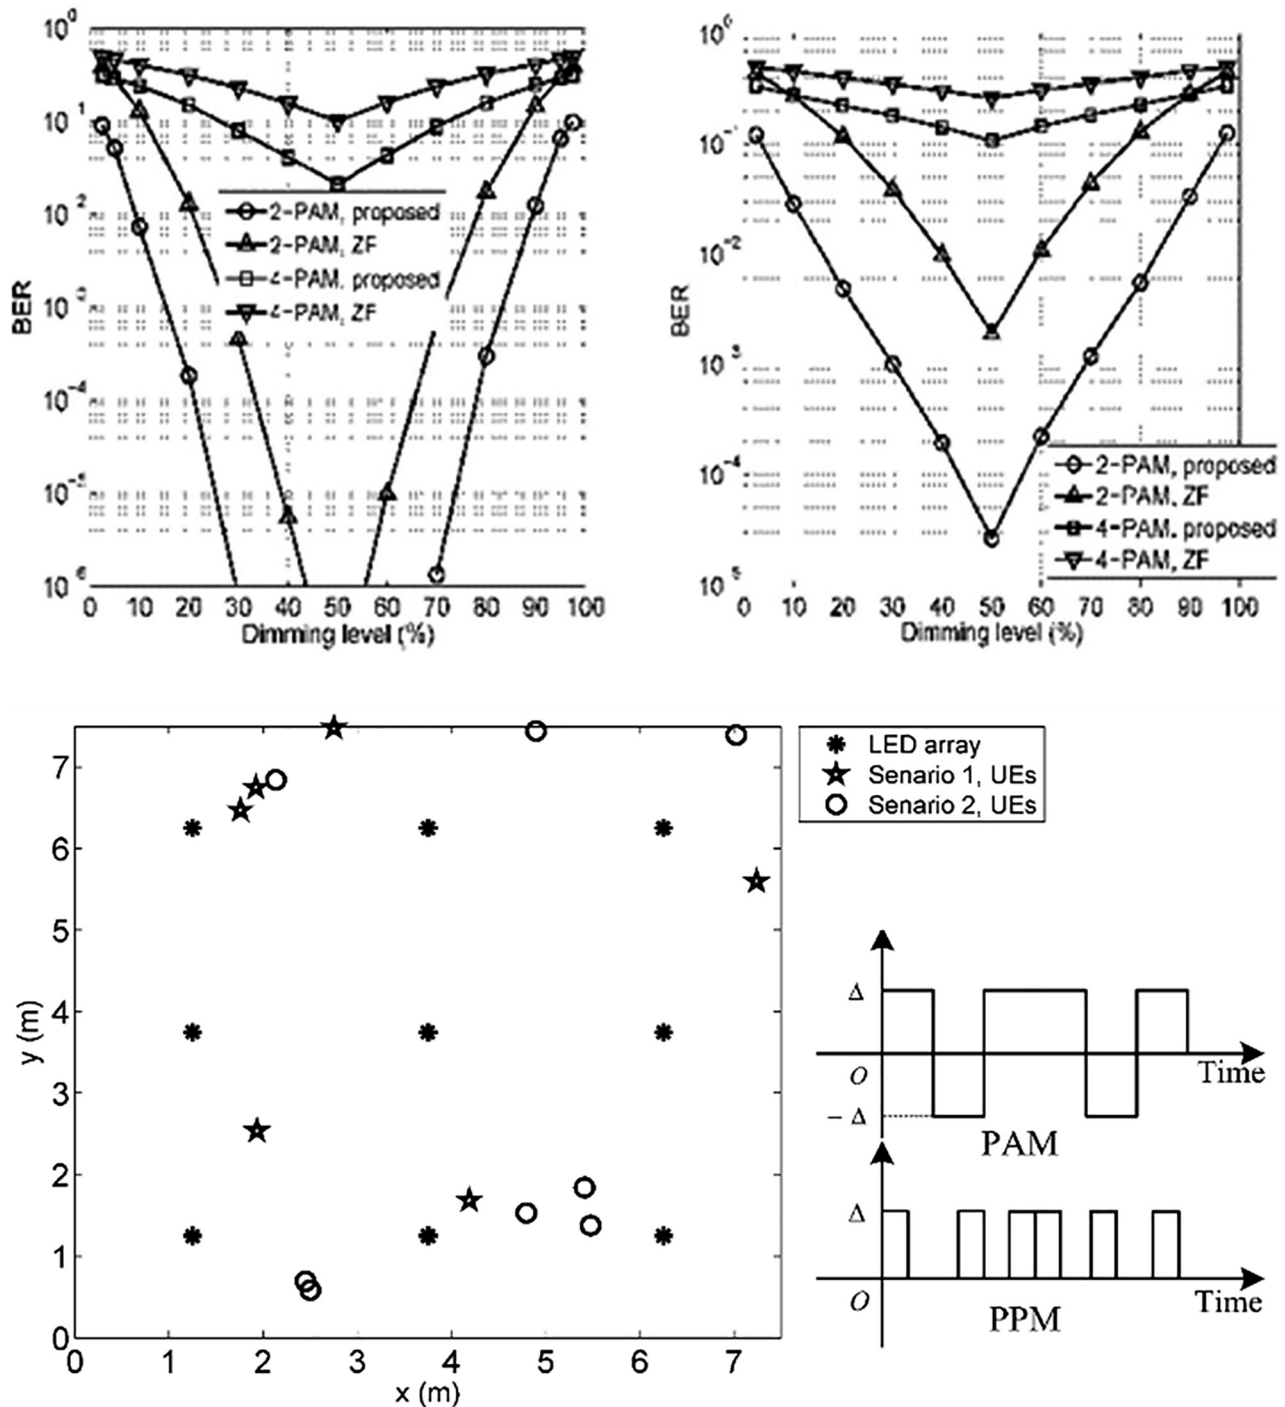 10^0
10^-1
10^-2
10^-4
10^-5
10^-6
BER
0 10 20 30 40 50 60 70 80 90 100
Dimming level (%)
2-PAM, proposed
2-PAM, ZF
4-PAM, proposed
4-PAM, ZF
10^0
10^-1
10^-2
10^-3
10^-4
BER
0 10 20 30 40 50 60 70 80 90 100
Dimming level (%)
2-PAM, proposed
2-PAM, ZF
4-PAM, proposed
4-PAM, ZF
7
6
5
4
3
2
1
0
y (m)
0 1 2 3 4 5 6 7
x (m)
LED array
Senario 1, UEs
Senario 2, UEs
Δ
O
Time
− Δ
PAM
Δ
O
Time
PPM